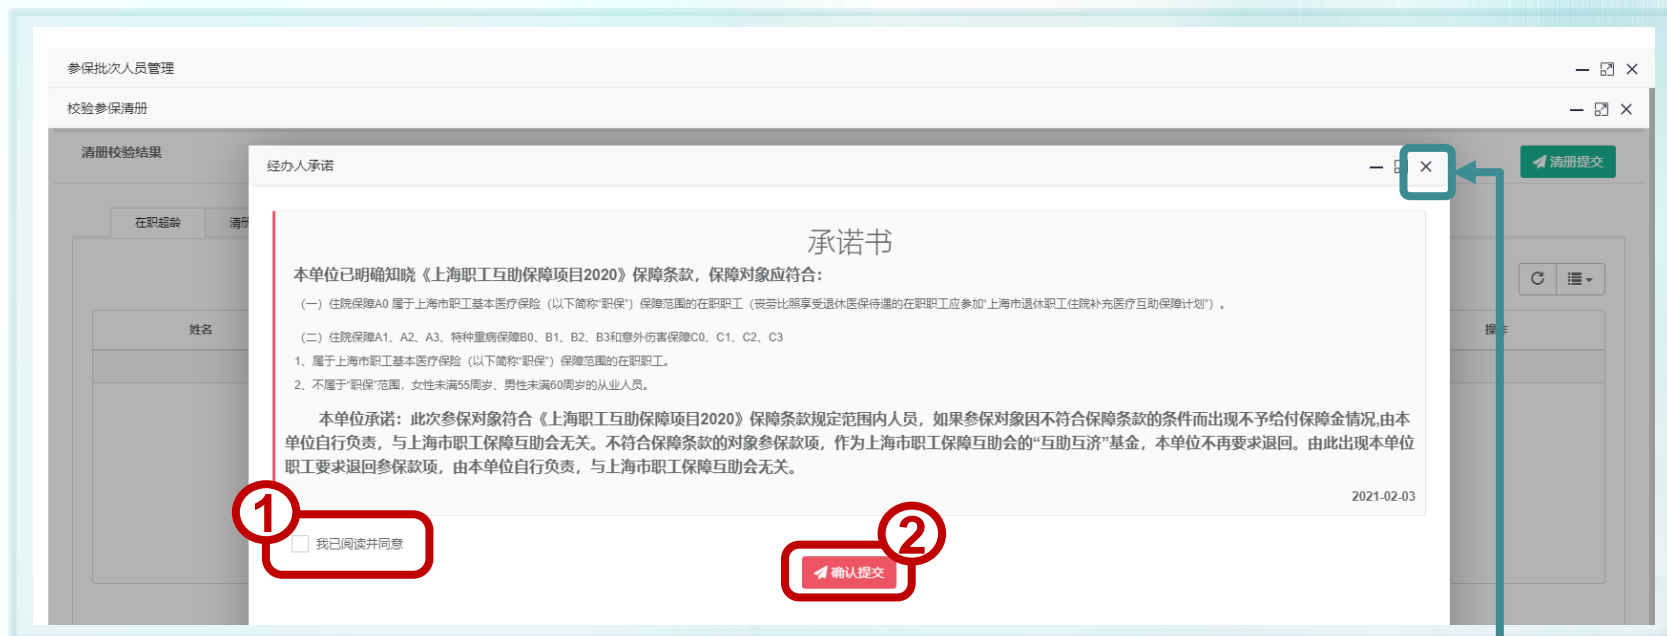 参保批次人员管理
校验参保清册
清册校验结果
经办人承诺
清册提交
在职超龄
清册
承诺书
本单位已明确知晓《上海职工互助保障项目2020》保障条款，保障对象应符合：
（一）住院保障A0 属于上海市职工基本医疗保险（以下简称“职保”）保障范围的在职职工（丧劳比照享受退休医保待遇的在职职工应参加“上海市退休职工住院补充医疗互助保障计划”）。
姓名
操作
（二）住院保障A1、A2、A3、特种重病保障B0、B1、B2、B3和意外伤害保障C0、C1、C2、C3
1、属于上海市职工基本医疗保险（以下简称“职保”）保障范围的在职职工。
2、不属于“职保”范围，女性未满55周岁、男性未满60周岁的从业人员。
本单位承诺：此次参保对象符合《上海职工互助保障项目2020》保障条款规定范围内人员，如果参保对象因不符合保障条款的条件而出现不予给付保障金情况,由本
单位自行负责，与上海市职工保障互助会无关。不符合保障条款的对象参保款项，作为上海市职工保障互助会的“互助互济”基金，本单位不再要求退回。由此出现本单位
职工要求退回参保款项，由本单位自行负责，与上海市职工保障互助会无关。
2021-02-03
1
我已阅读并同意
2
确认提交